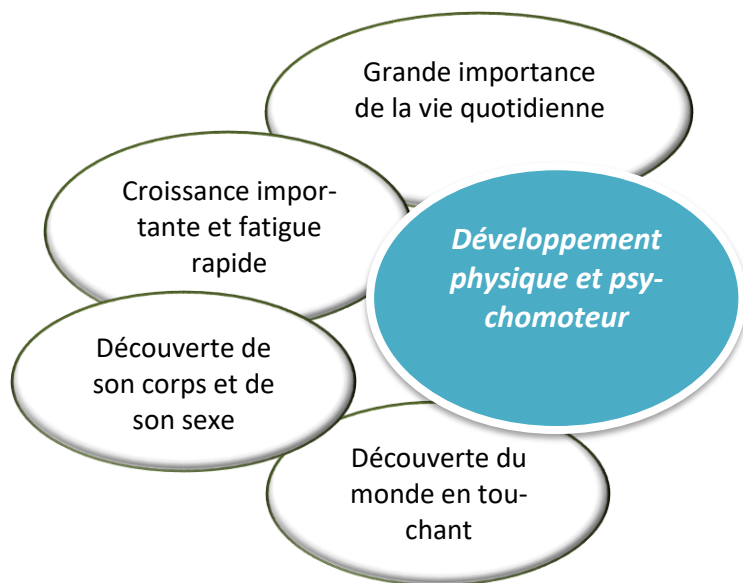 Grande importance
de la vie quotidienne
Croissance impor-
tante et fatigue
rapide
Développement
physique et psy-
chomoteur
Découverte de
son corps et de
son sexe
Découverte du
monde en tou-
chant